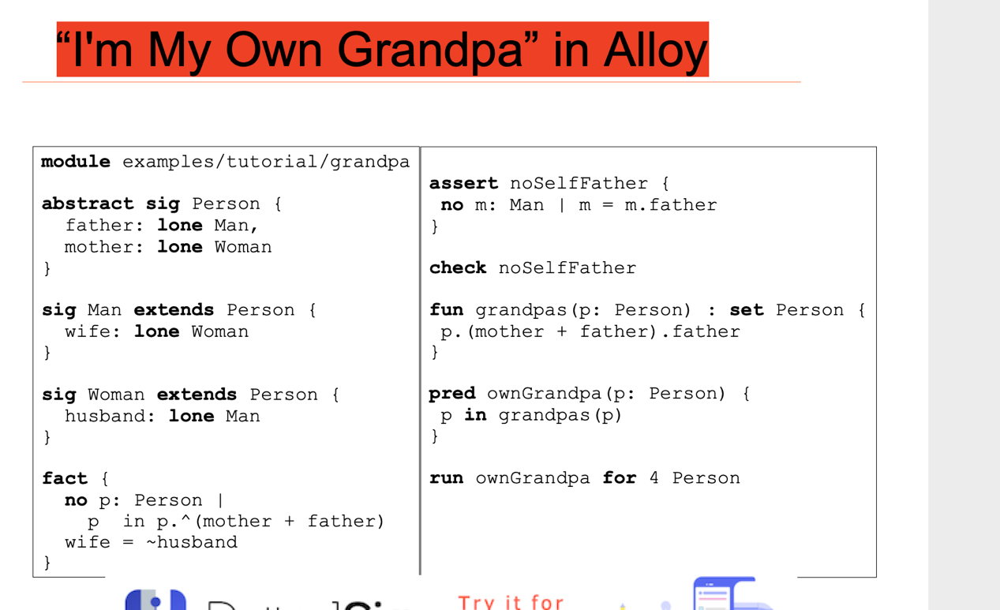 “I'm My Own Grandpa” in Alloy
module examples/tutorial/grandpa
abstract sig Person {
father: lone Man,
mother: lone Woman
}
sig Man extends Person {
wife: lone Woman
}
sig Woman extends Person {
husband: lone Man
}
fact {
no p: Person |
p  in p.^(mother + father)
wife = ~husband
}
assert noSelfFather {
no m: Man | m = m.father
}
check noSelfFather
fun grandpas(p: Person) : set Person {
p.(mother + father).father
}
pred ownGrandpa(p: Person) {
p in grandpas(p)
}
run ownGrandpa for 4 Person
Try it for